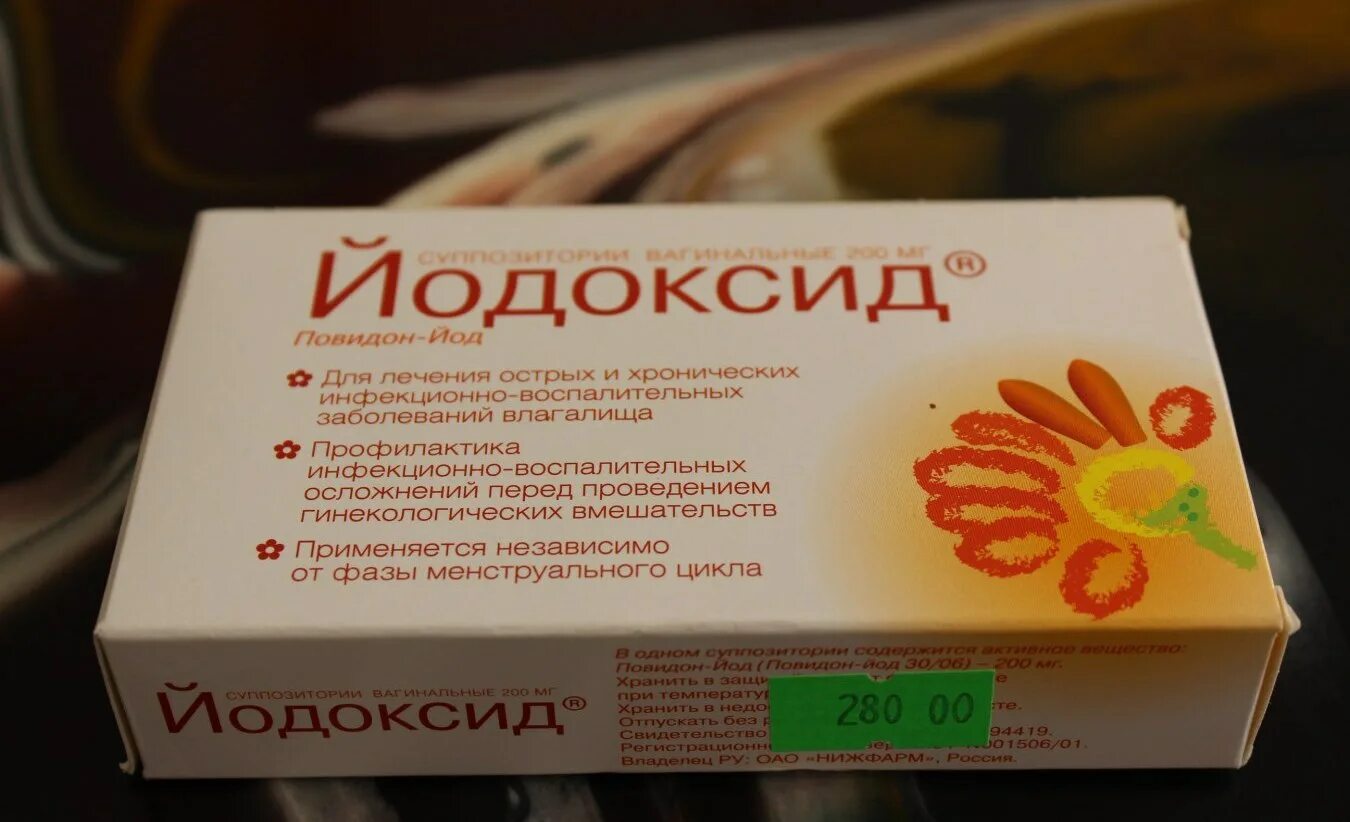 СУППОЗИТОРИИ ВАГИНАЛЬНЫЕ 200 МГ
ЙОДОКСИД®
Повидон-Йод
Для лечения острых и хронических
инфекционно-воспалительных
заболеваний влагалища
Профилактика
инфекционно-воспалительных
осложнений перед проведением
гинекологических вмешательств
Применяется независимо
от фазы менструального цикла
СУППОЗИТОРИИ ВАГИНАЛЬНЫЕ 200 МГ
ЙОДОКСИД®
В одном суппозитории содержится активное вещество:
Повидон-Йод (Повидон-йод 30/06) – 200 мг.
Хранить в
при
Хранить в
Отпускать без
Свидетельство 94419.
001506/01.
Владелец РУ: ОАО «НИЖФАРМ», Россия.
280 00